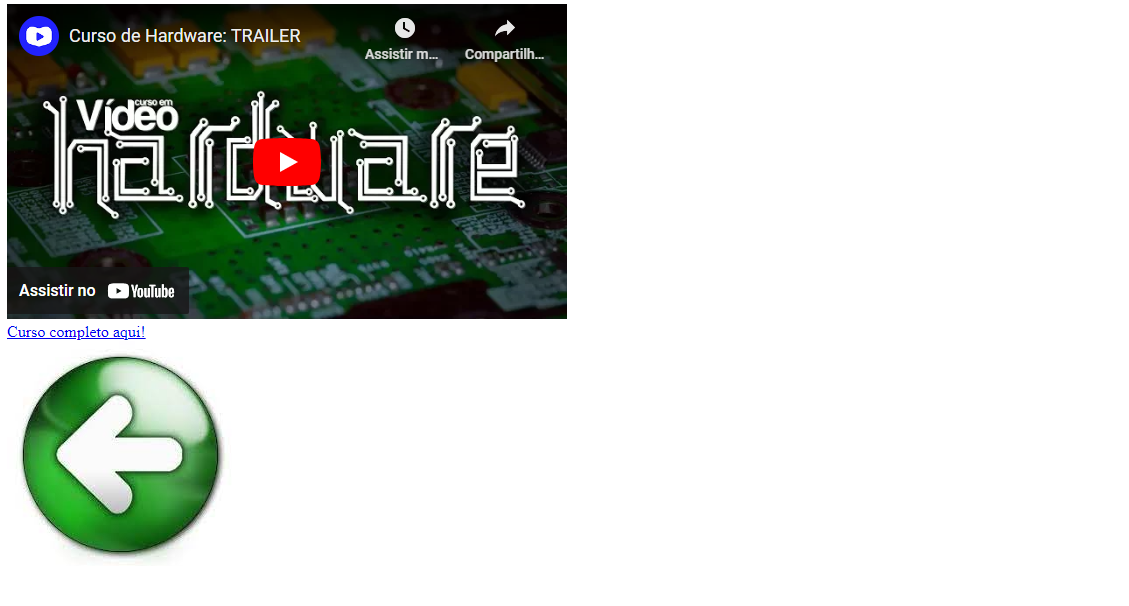 Curso de Hardware: TRAILER
Assistir m...
Compartilh...
curso em
Vídeo
hardware
Assistir no YouTube
Curso completo aqui!